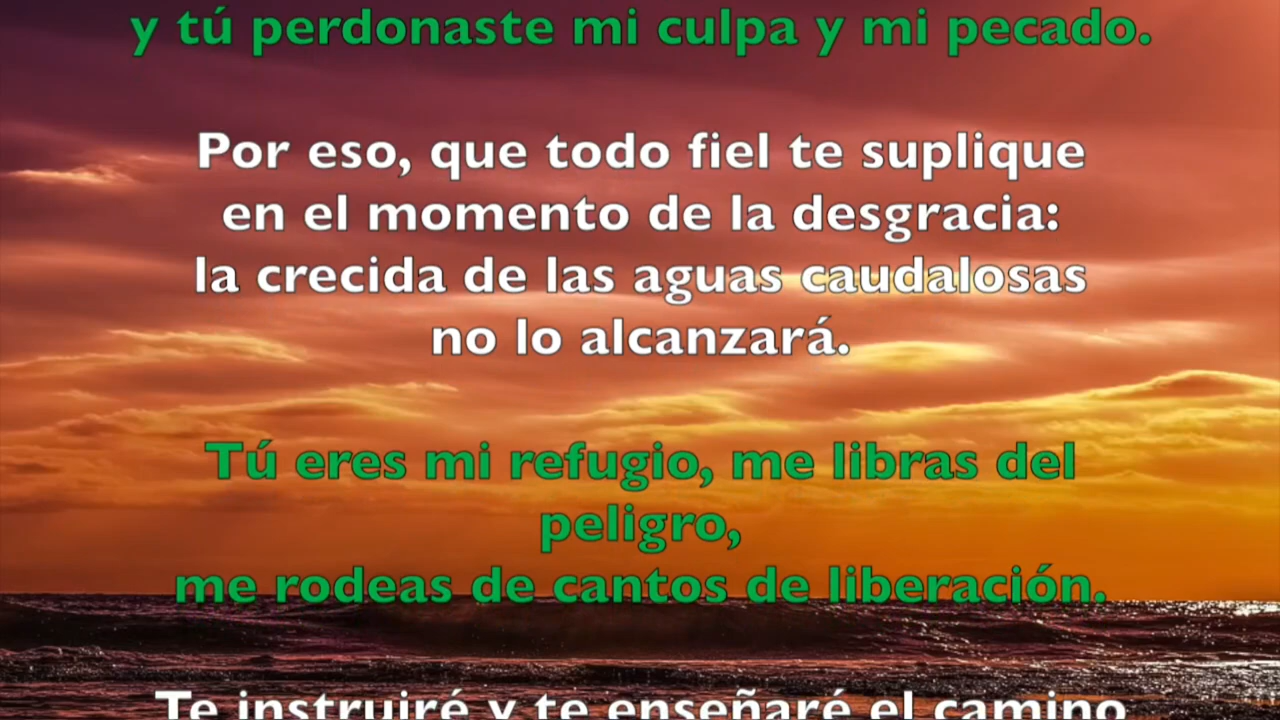 y tú perdonaste mi culpa y mi pecado.
Por eso, que todo fiel te suplique
en el momento de la desgracia:
la crecida de las aguas caudalosas
no lo alcanzará.
Tú eres mi refugio, me libras del
peligro,
me rodeas de cantos de liberación.
Te instruiré y te enseñaré el camino